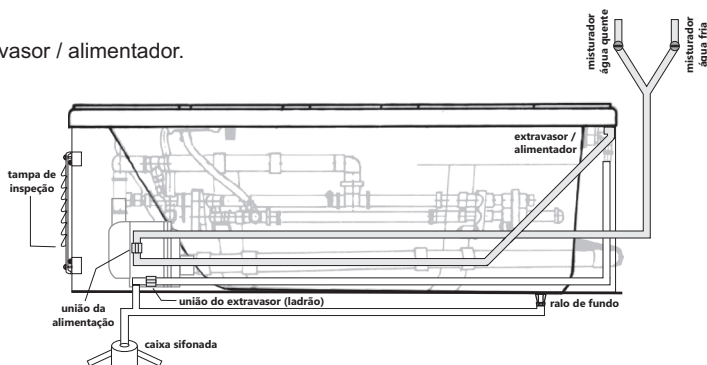 vasor / alimentador.
misturador
água quente
misturador
água fria
extravasor /
alimentador
tampa de
inspeção
união da
alimentação
união do extravasor (ladrão)
ralo de fundo
caixa sifonada